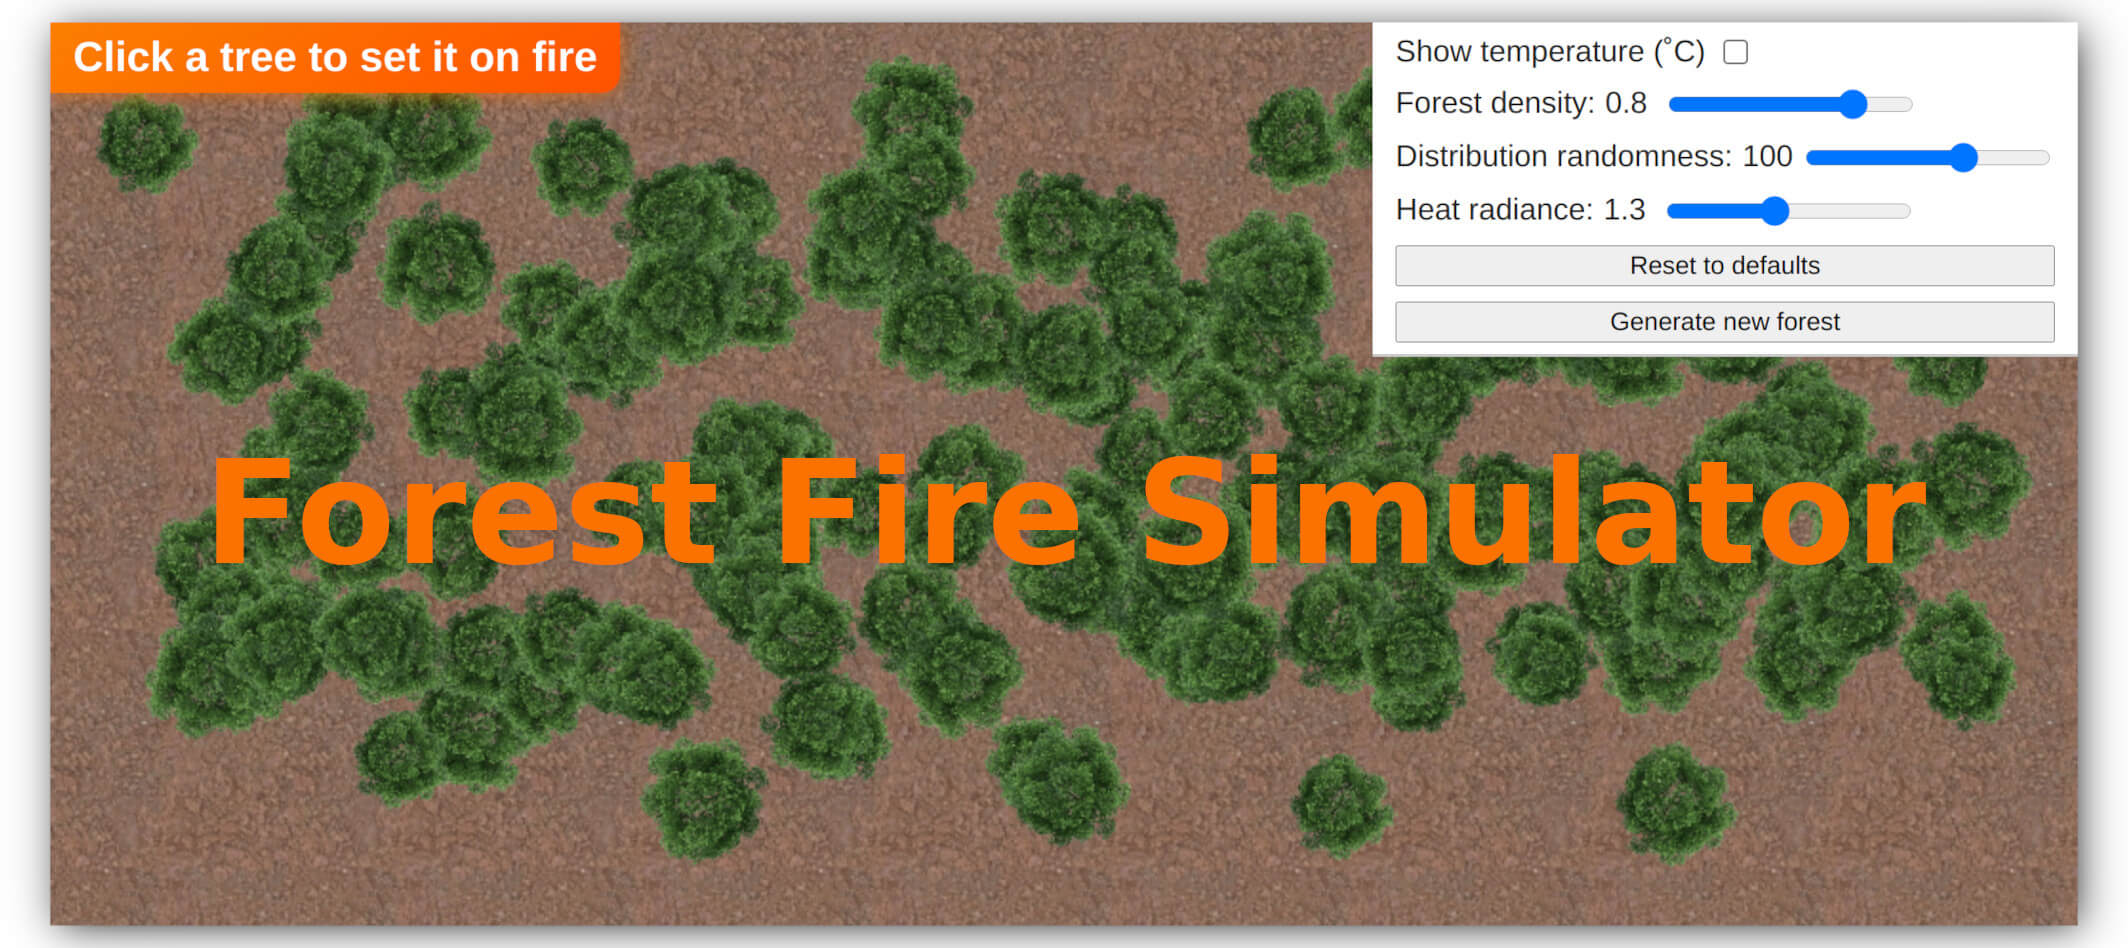 Click a tree to set it on fire
Show temperature (˚C)
Forest density: 0.8
Distribution randomness: 100
Heat radiance: 1.3
Reset to defaults
Generate new forest
Forest Fire Simulator